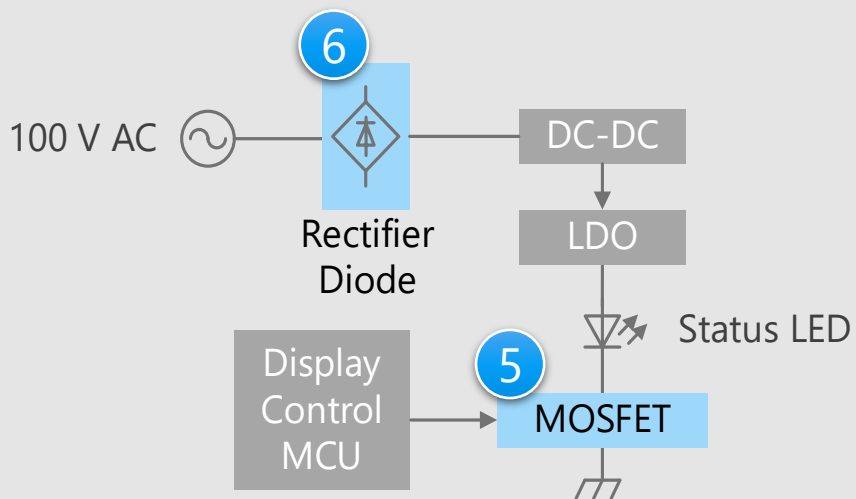 6
100 V AC
DC-DC
Rectifier
Diode
LDO
Status LED
Display
Control
MCU
5
MOSFET